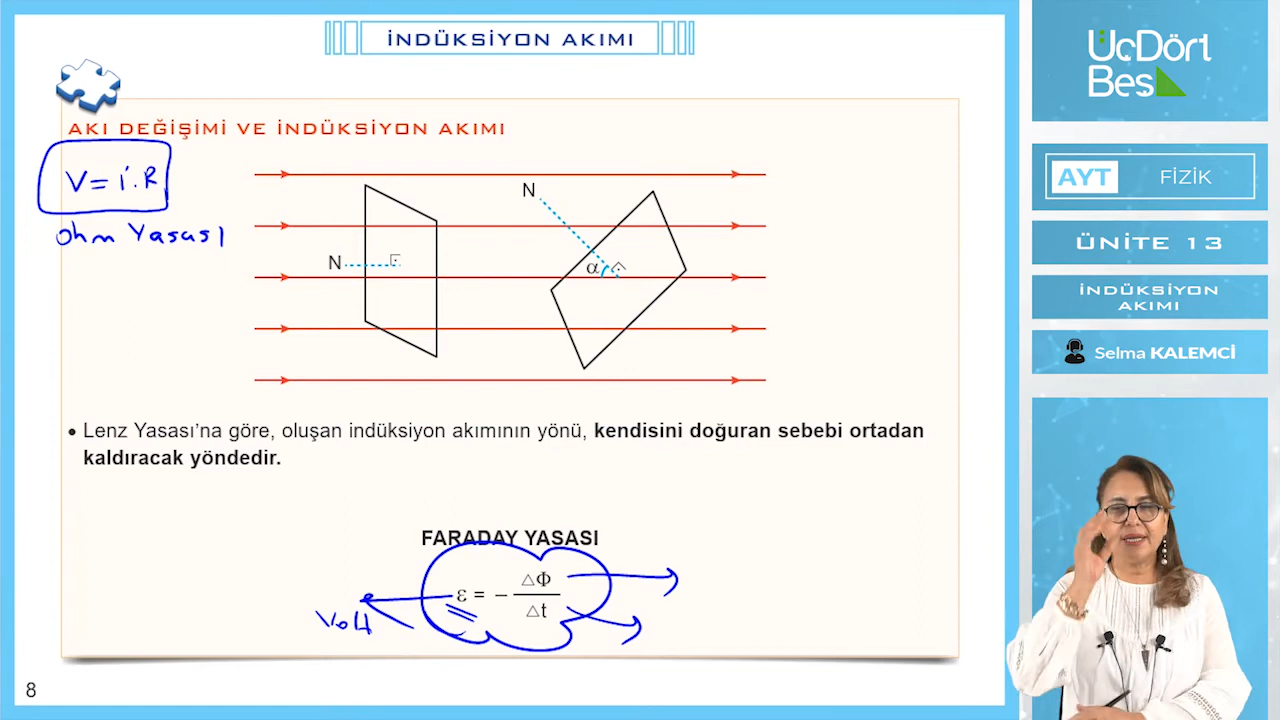 İNDÜKSİYON AKIMI
AKI DEĞİŞİMİ VE İNDÜKSİYON AKIMI
V = i.R
ohm Yasası
N
N
α
• Lenz Yasası’na göre, oluşan indüksiyon akımının yönü, kendisini doğuran sebebi ortadan
kaldıracak yöndedir.
FARADAY YASASI
ε = − △Φ / △t
Volt
8
ÜçDört
Beş
AYT FİZİK
ÜNİTE 13
İNDÜKSİYON
AKIMI
Selma KALEMCİ